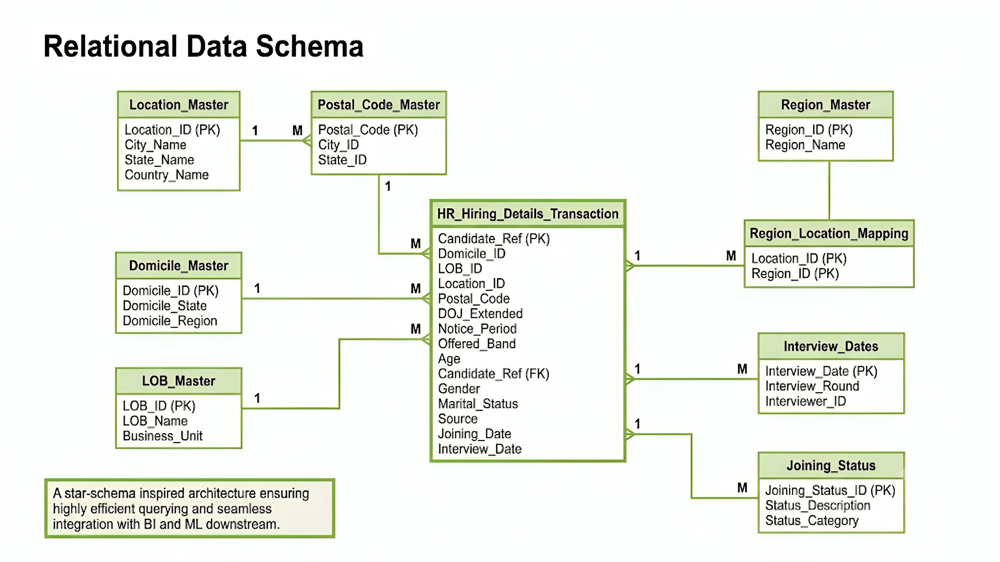 Relational Data Schema
Location_Master
Location_ID (PK)
City_Name
State_Name
Country_Name
1
M
Postal_Code_Master
Postal_Code (PK)
City_ID
State_ID
1
M
Region_Master
Region_ID (PK)
Region_Name
Domicile_Master
Domicile_ID (PK)
Domicile_State
Domicile_Region
1
M
LOB_Master
LOB_ID (PK)
LOB_Name
Business_Unit
1
M
HR_Hiring_Details_Transaction
Candidate_Ref (PK)
Domicile_ID
LOB_ID
Location_ID
Postal_Code
DOJ_Extended
Notice_Period
Offered_Band
Age
Candidate_Ref (FK)
Gender
Marital_Status
Source
Joining_Date
Interview_Date
1
M
Region_Location_Mapping
Location_ID (PK)
Region_ID (PK)
1
M
Interview_Dates
Interview_Date (PK)
Interview_Round
Interviewer_ID
1
M
Joining_Status
Joining_Status_ID (PK)
Status_Description
Status_Category
A star-schema inspired architecture ensuring
highly efficient querying and seamless
integration with BI and ML downstream.